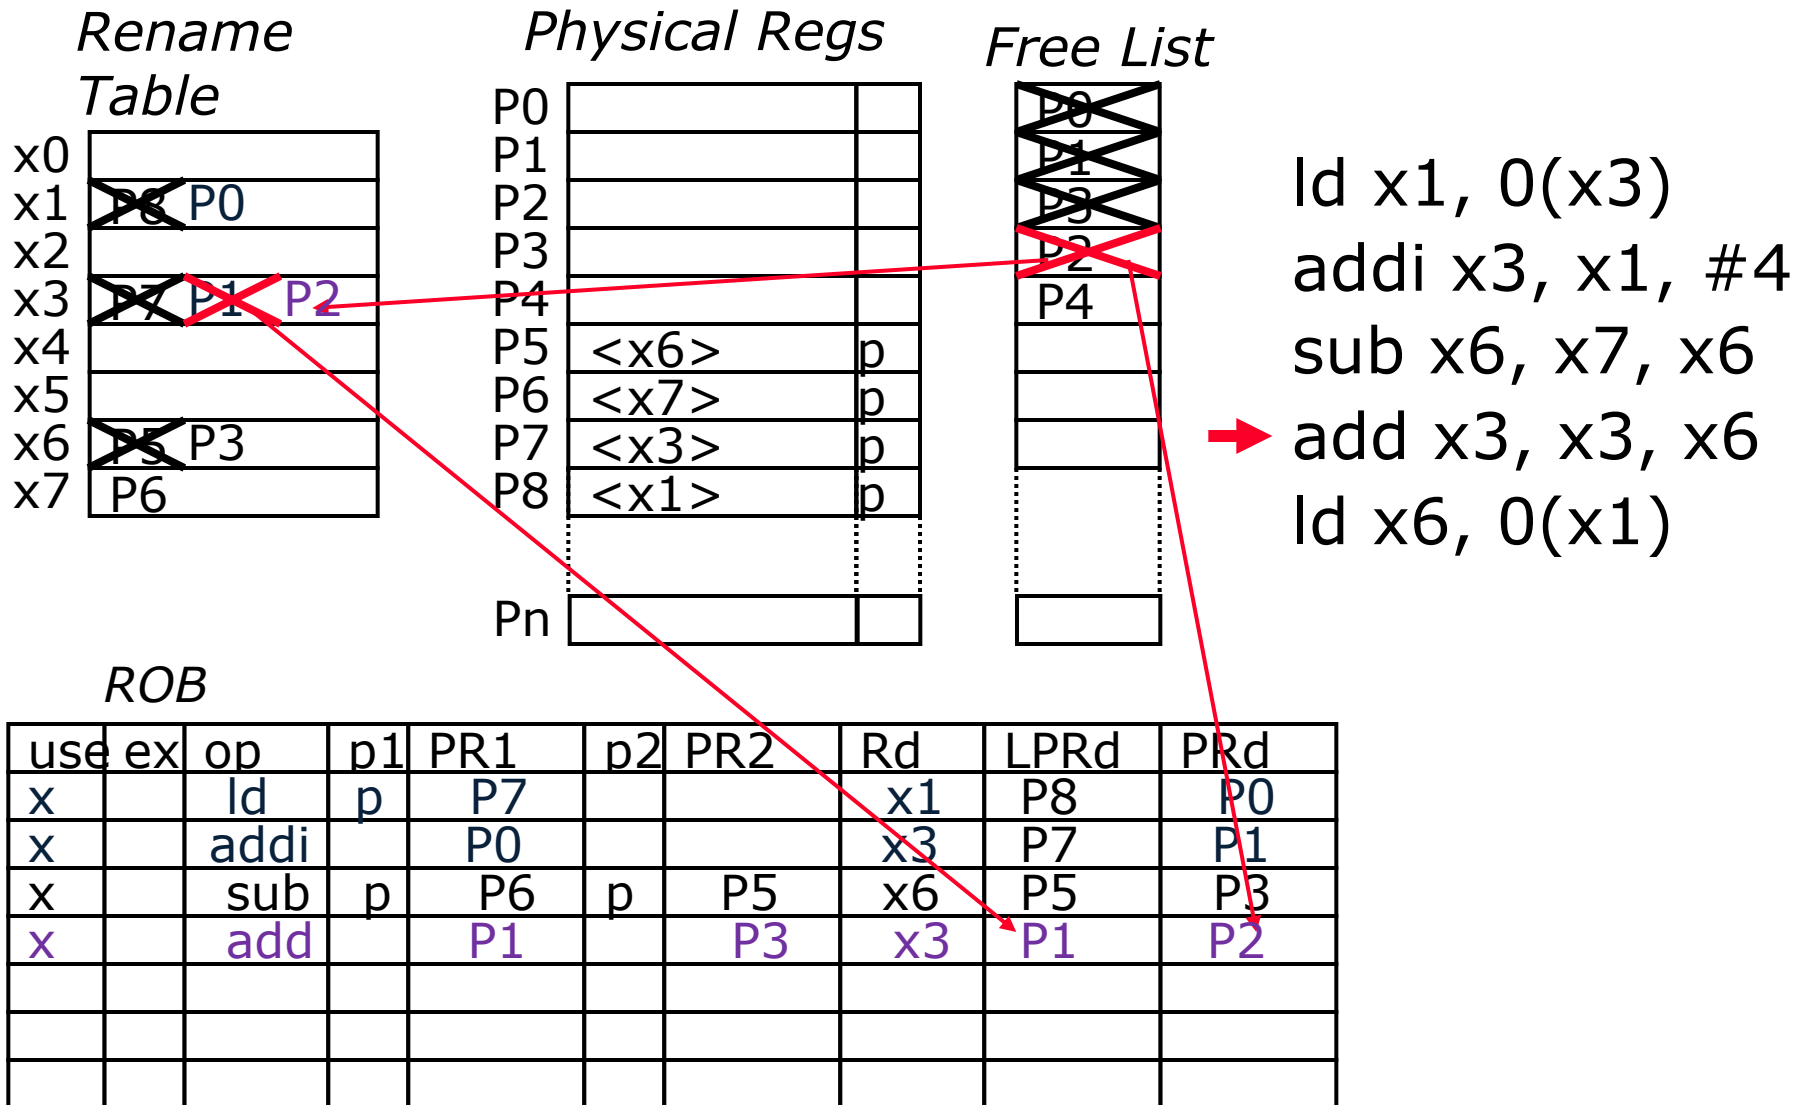 Rename Table
Physical Regs
Free List
x0
x1 P8 P0
x2
x3 P7 P1 P2
x4
x5
x6 P5 P3
x7 P6
P0
P1
P2
P3
P4
P5 <x6> p
P6 <x7> p
P7 <x3> p
P8 <x1> p
Pn
P0
P1
P3
P2
P4
ld x1, 0(x3)
addi x3, x1, #4
sub x6, x7, x6
add x3, x3, x6
ld x6, 0(x1)
ROB
use ex op p1 PR1 p2 PR2 Rd LPRd PRd
x ld p P7 x1 P8 P0
x addi P0 x3 P7 P1
x sub p P6 p P5 x6 P5 P3
x add P1 P3 x3 P1 P2